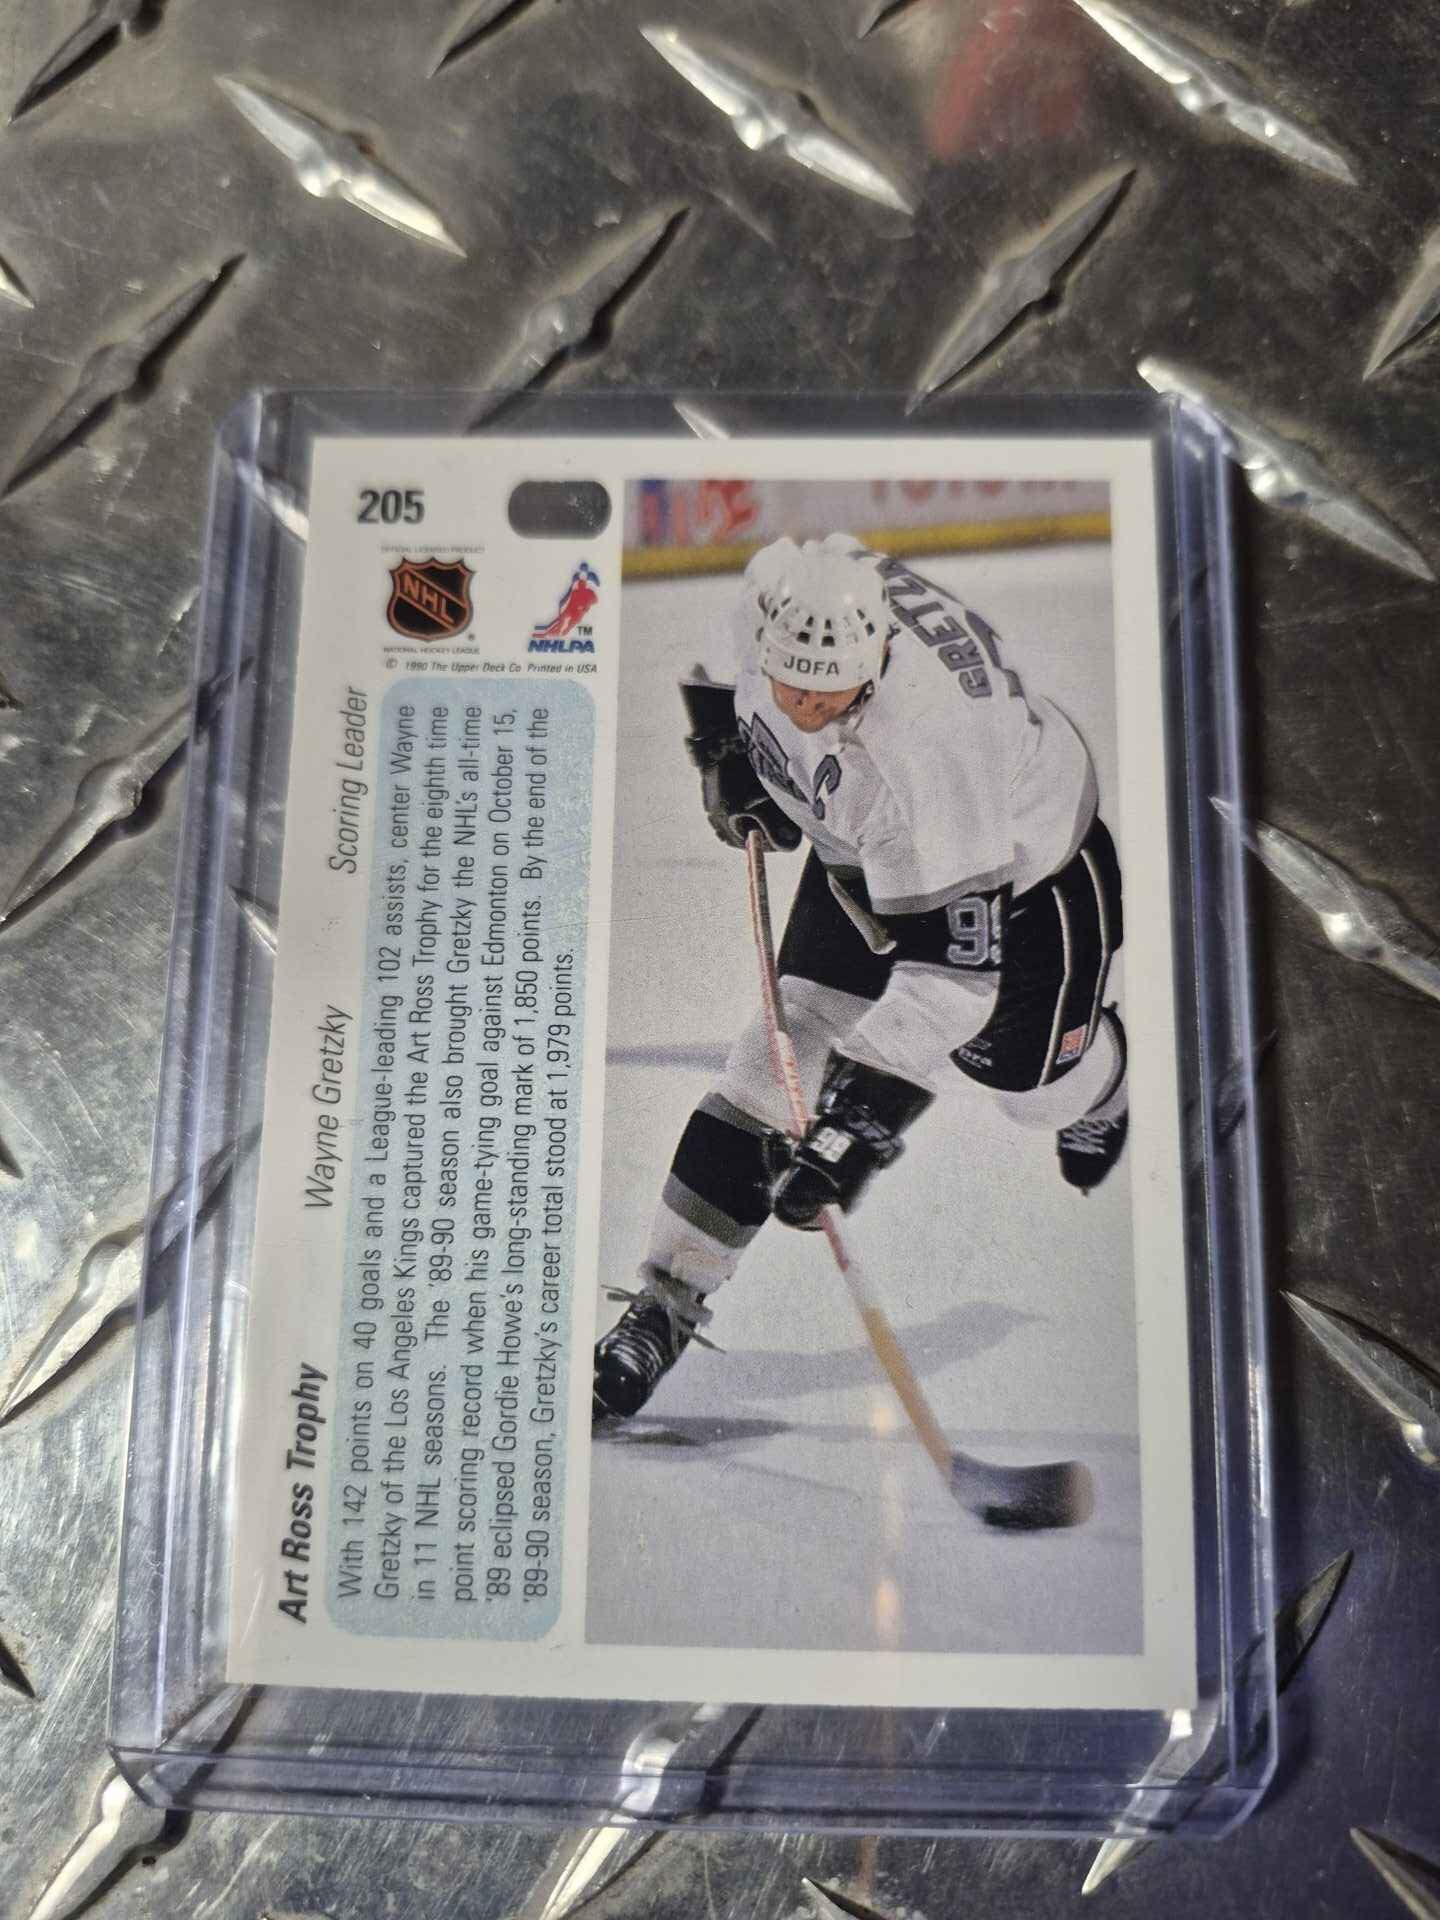 205
OFFICIAL LICENSED PRODUCT
NHL
NATIONAL HOCKEY LEAGUE
TM
NHLPA
© 1990 The Upper Deck Co Printed in USA
Art Ross Trophy Wayne Gretzky Scoring Leader
With 142 points on 40 goals and a League-leading 102 assists, center Wayne
Gretzky of the Los Angeles Kings captured the Art Ross Trophy for the eighth time
in 11 NHL seasons. The '89-90 season also brought Gretzky the NHL's all-time
point scoring record when his game-tying goal against Edmonton on October 15,
'89 eclipsed Gordie Howe's long-standing mark of 1,850 points. By the end of the
'89-90 season, Gretzky's career total stood at 1,979 points.
JOFA
GRETZK
C
99